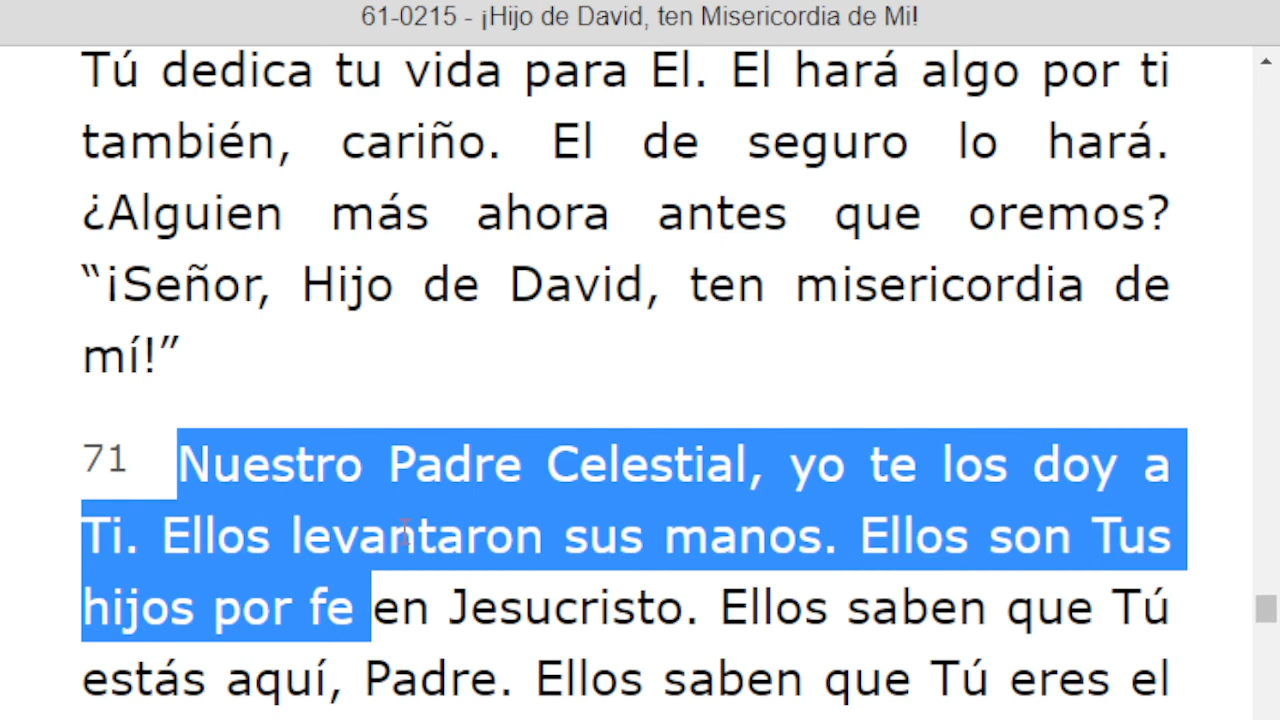 61-0215 - ¡Hijo de David, ten Misericordia de Mi!
Tú dedica tu vida para El. El hará algo por ti
también, cariño. El de seguro lo hará.
¿Alguien más ahora antes que oremos?
“¡Señor, Hijo de David, ten misericordia de
mí!”
71 Nuestro Padre Celestial, yo te los doy a
Ti. Ellos levantaron sus manos. Ellos son Tus
hijos por fe en Jesucristo. Ellos saben que Tú
estás aquí, Padre. Ellos saben que Tú eres el